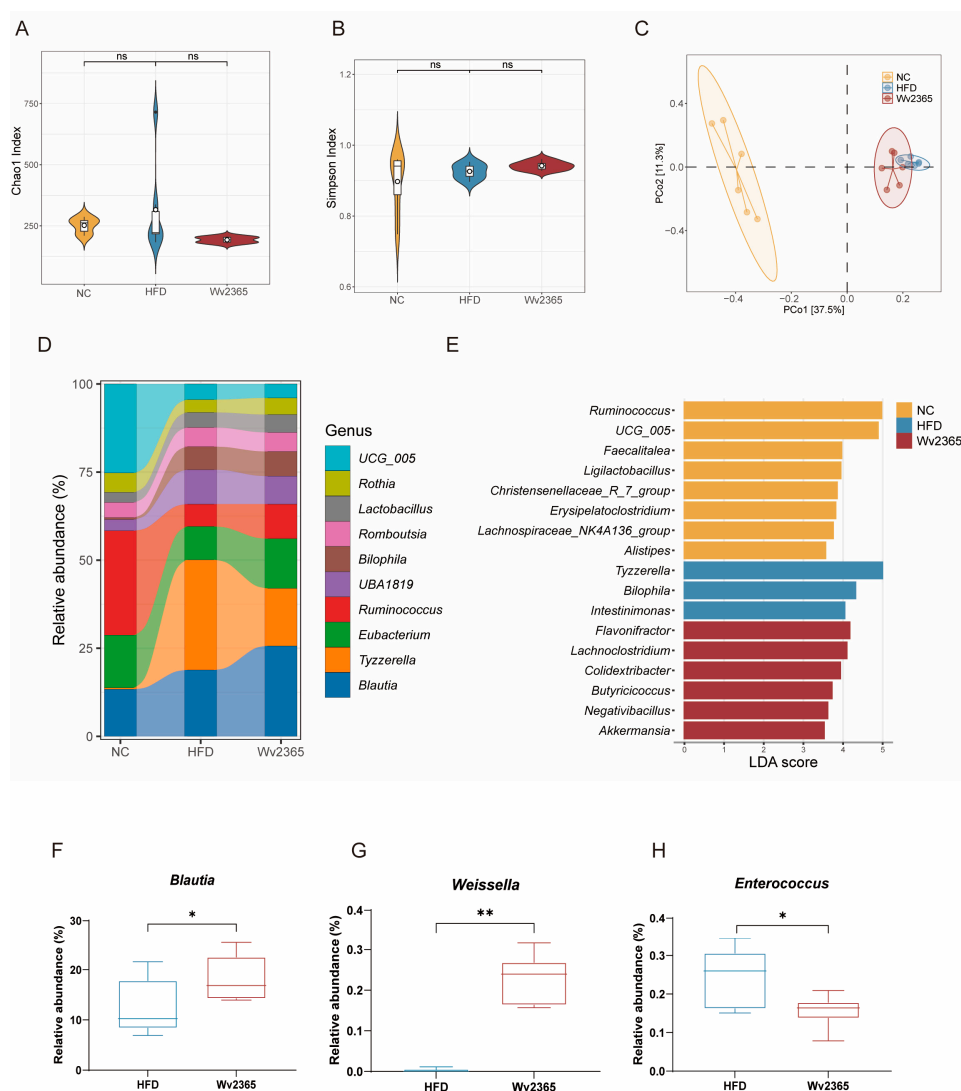 A
ns
ns
Chao1 Index
750
500
250
NC
HFD
Wv2365
B
ns
ns
Simpson Index
1.2
1.0
0.8
0.6
NC
HFD
Wv2365
C
NC
HFD
Wv2365
PCo2 [11.3%]
0.4
0.0
−0.4
−0.4
−0.2
0.0
0.2
PCo1 [37.5%]
D
Relative abundance (%)
100
75
50
25
0
NC
HFD
Wv2365
Genus
UCG_005
Rothia
Lactobacillus
Romboutsia
Bilophila
UBA1819
Ruminococcus
Eubacterium
Tyzzerella
Blautia
E
Ruminococcus
UCG_005
Faecalitalea
Ligilactobacillus
Christensenellaceae_R_7_group
Erysipelatoclostridium
Lachnospiraceae_NK4A136_group
Alistipes
Tyzzerella
Bilophila
Intestinimonas
Flavonifractor
Lachnoclostridium
Colidextribacter
Butyricicoccus
Negativibacillus
Akkermansia
0 1 2 3 4 5
LDA score
NC
HFD
Wv2365
F
Blautia
*
Relative abundance (%)
30
20
10
0
HFD
Wv2365
G
Weissella
**
Relative abundance (%)
0.4
0.3
0.2
0.1
0.0
HFD
Wv2365
H
Enterococcus
*
Relative abundance (%)
0.4
0.3
0.2
0.1
0.0
HFD
Wv2365